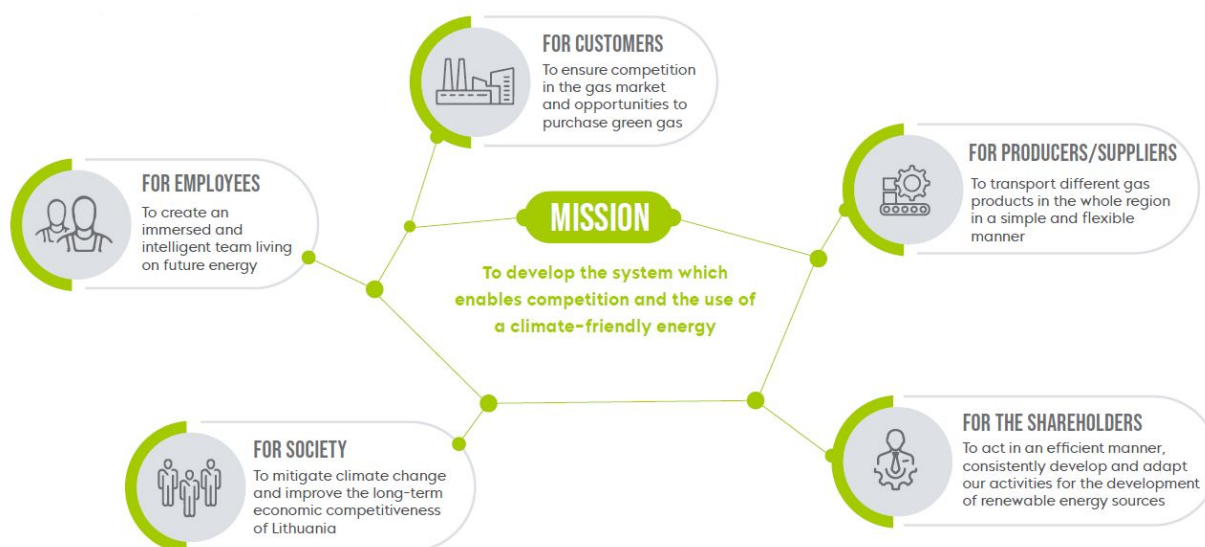 FOR CUSTOMERS
To ensure competition
in the gas market
and opportunities to
purchase green gas
FOR EMPLOYEES
To create an
immersed and
intelligent team living
on future energy
MISSION
To develop the system which
enables competition and the use of
a climate-friendly energy
FOR PRODUCERS/SUPPLIERS
To transport different gas
products in the whole region
in a simple and flexible
manner
FOR SOCIETY
To mitigate climate change
and improve the long-term
economic competitiveness
of Lithuania
FOR THE SHAREHOLDERS
To act in an efficient manner,
consistently develop and adapt
our activities for the development
of renewable energy sources